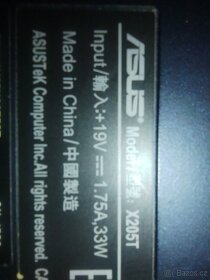 ASUS
Model/型號: X205T
Input/輸入:+19V⎓1.75A,33W
Made in China/中國製造
ASUSTeK Computer Inc.All rights reserved.
bazos.cz